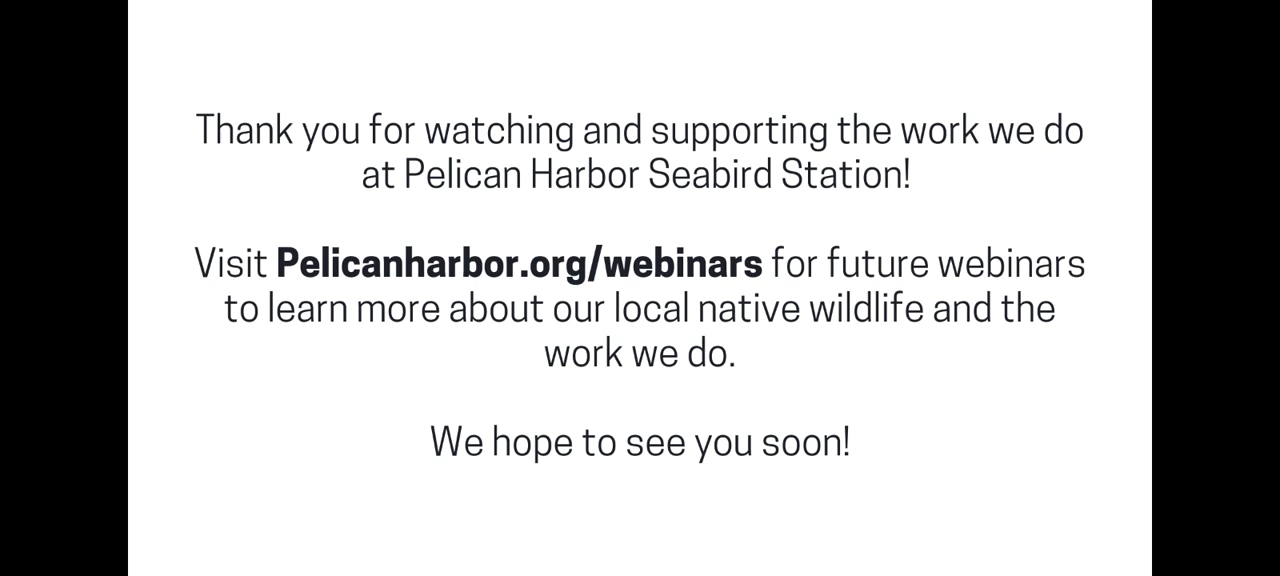 Thank you for watching and supporting the work we do
at Pelican Harbor Seabird Station!
Visit Pelicanharbor.org/webinars for future webinars
to learn more about our local native wildlife and the
work we do.
We hope to see you soon!